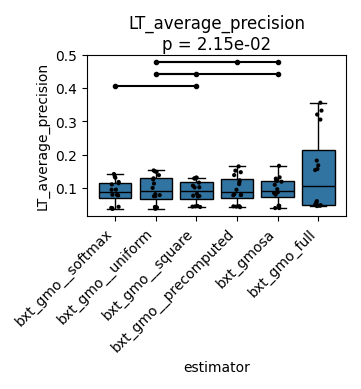 LT_average_precision
p = 2.15e-02
LT_average_precision
0.5
0.4
0.3
0.2
0.1
bxt_gmo__softmax
bxt_gmo__uniform
bxt_gmo__square
bxt_gmo__precomputed
bxt_gmosa
bxt_gmo_full
estimator